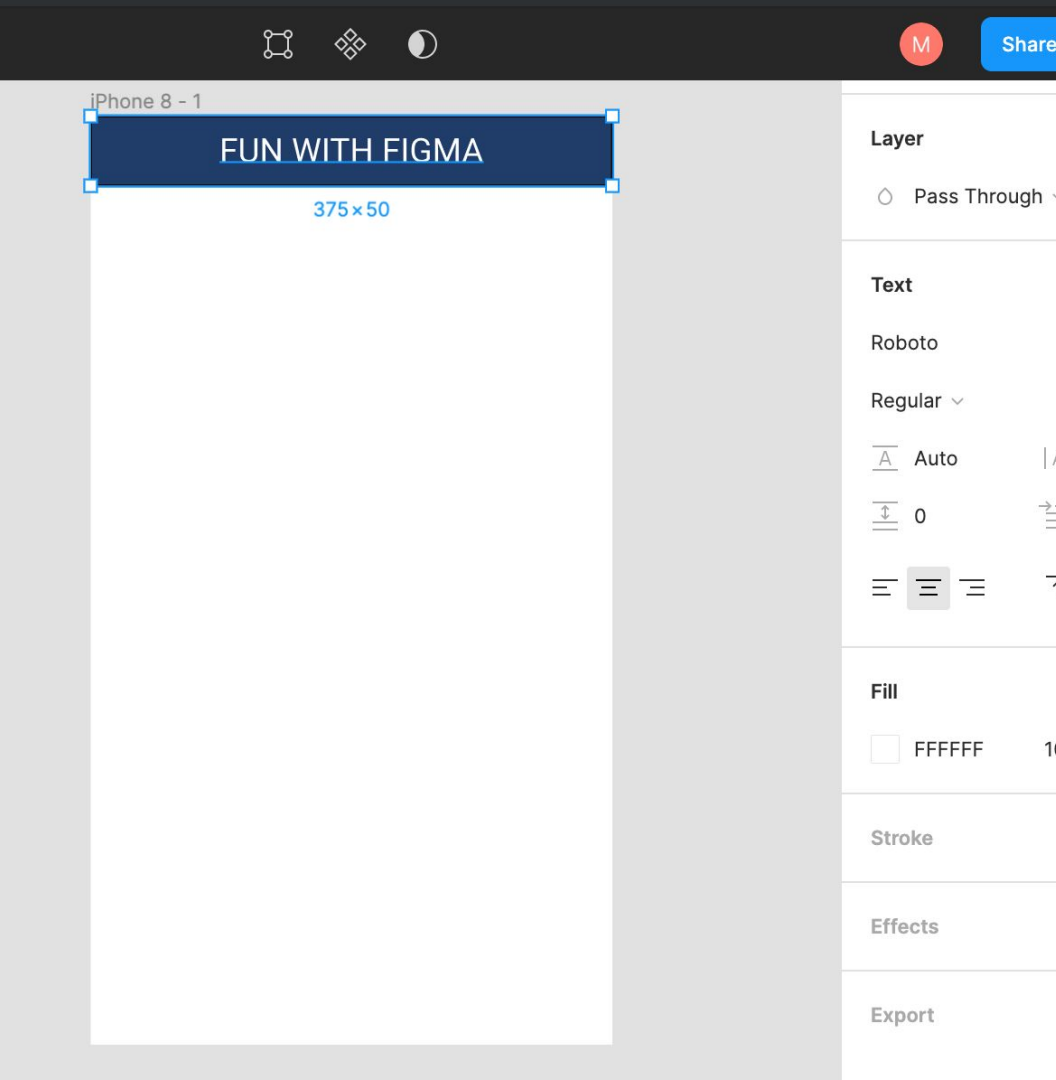 M
Share
iPhone 8 - 1
FUN WITH FIGMA
375×50
Layer
Pass Through
Text
Roboto
Regular
A Auto
0
Fill
FFFFFF
Stroke
Effects
Export